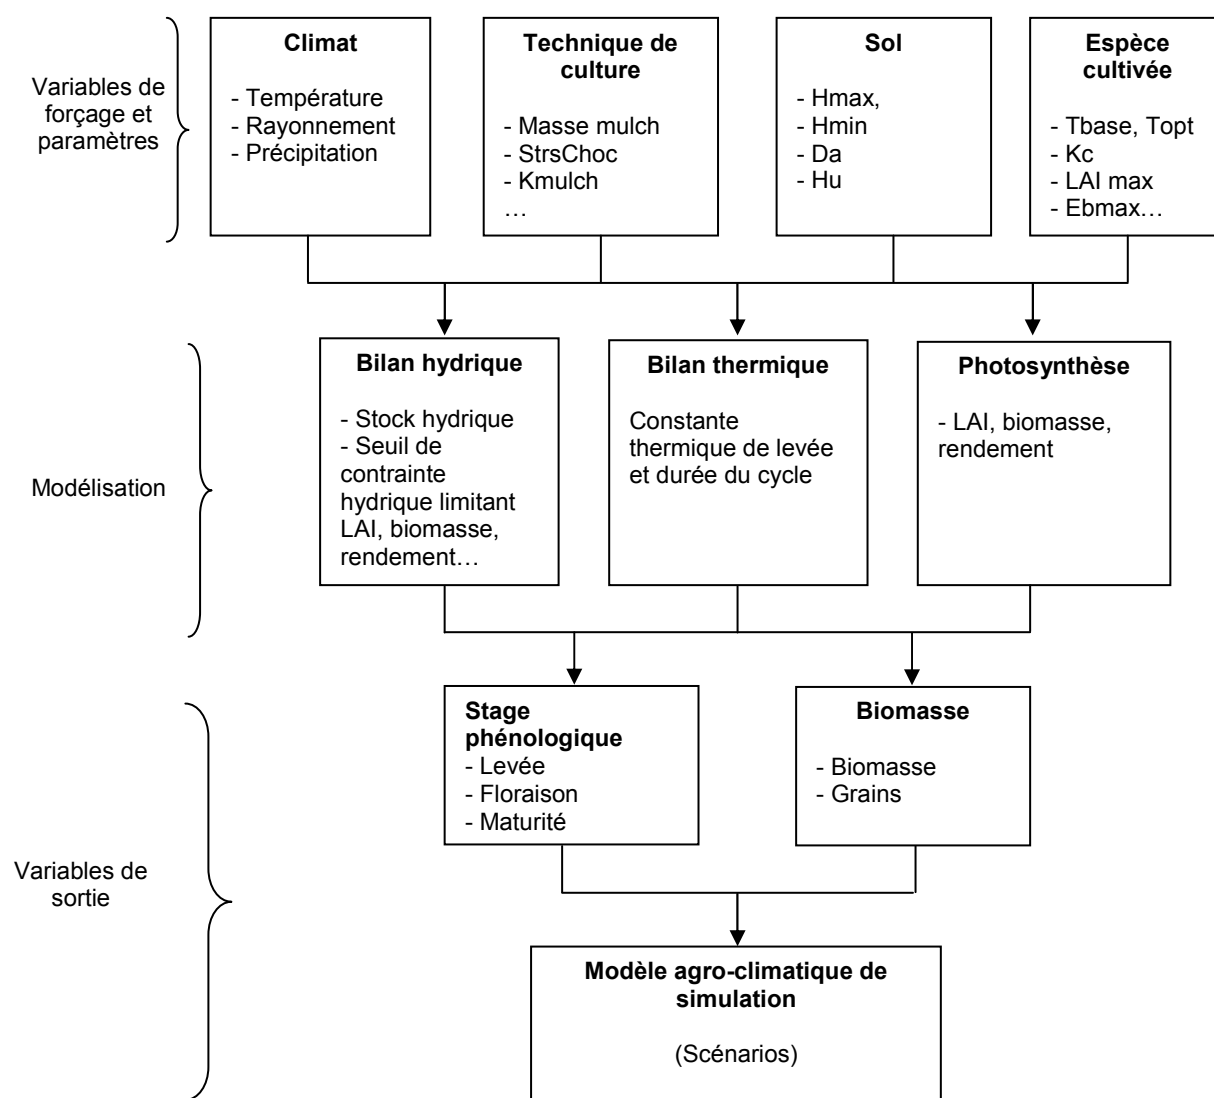 Variables de
forçage et
paramètres
Climat
- Température
- Rayonnement
- Précipitation
Technique de
culture
- Masse mulch
- StrsChoc
- Kmulch
…
Sol
- Hmax,
- Hmin
- Da
- Hu
Espèce
cultivée
- Tbase, Topt
- Kc
- LAI max
- Ebmax…
Modélisation
Bilan hydrique
- Stock hydrique
- Seuil de
contrainte
hydrique limitant
LAI, biomasse,
rendement…
Bilan thermique
Constante
thermique de levée
et durée du cycle
Photosynthèse
- LAI, biomasse,
rendement
Variables de
sortie
Stage
phénologique
- Levée
- Floraison
- Maturité
Biomasse
- Biomasse
- Grains
Modèle agro-climatique de
simulation
(Scénarios)